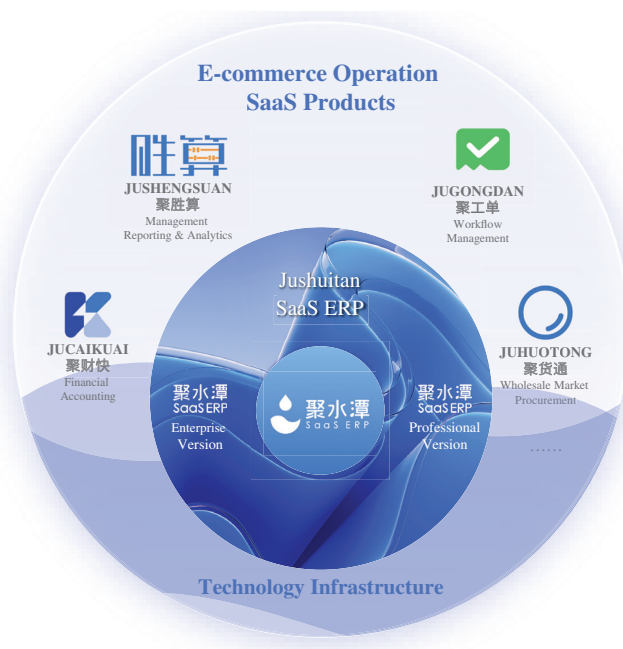 E-commerce Operation
SaaS Products
胜算
JUSHENGSUAN
聚胜算
Management
Reporting & Analytics
JUGONGDAN
聚工单
Workflow
Management
Jushuitan
SaaS ERP
JUCAIKUAI
聚财快
Financial
Accounting
JUHUOTONG
聚货通
Wholesale Market
Procurement
......
聚水潭
SaaS ERP
Enterprise
Version
聚水潭
SaaS ERP
聚水潭
SaaS ERP
Professional
Version
Technology Infrastructure